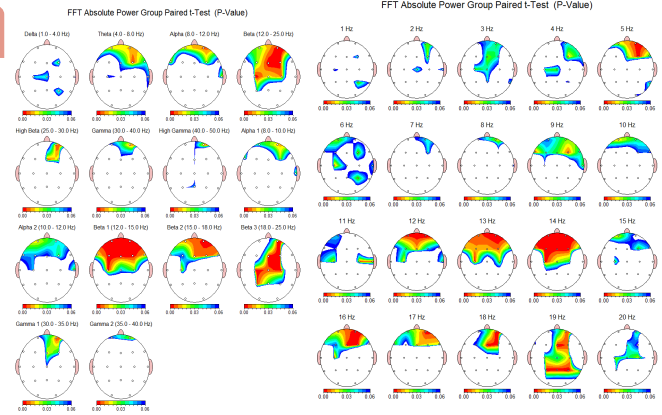 FFT Absolute Power Group Paired t-Test (P-Value)
Delta (1.0 - 4.0 Hz) Theta (4.0 - 8.0 Hz) Alpha (8.0 - 12.0 Hz) Beta (12.0 - 25.0 Hz)
0.00 0.03 0.06 0.00 0.03 0.06 0.00 0.03 0.06 0.00 0.03 0.06
High Beta (25.0 - 30.0 Hz) Gamma (30.0 - 40.0 Hz) High Gamma (40.0 - 50.0 Hz) Alpha 1 (8.0 - 10.0 Hz)
0.00 0.03 0.06 0.00 0.03 0.06 0.00 0.03 0.06 0.00 0.03 0.06
Alpha 2 (10.0 - 12.0 Hz) Beta 1 (12.0 - 15.0 Hz) Beta 2 (15.0 - 18.0 Hz) Beta 3 (18.0 - 25.0 Hz)
0.00 0.03 0.06 0.00 0.03 0.06 0.00 0.03 0.06 0.00 0.03 0.06
Gamma 1 (30.0 - 35.0 Hz) Gamma 2 (35.0 - 40.0 Hz)
0.00 0.03 0.06 0.00 0.03 0.06
FFT Absolute Power Group Paired t-Test (P-Value)
1 Hz 2 Hz 3 Hz 4 Hz 5 Hz
0.00 0.03 0.06 0.00 0.03 0.06 0.00 0.03 0.06 0.00 0.03 0.06 0.00 0.03 0.06
6 Hz 7 Hz 8 Hz 9 Hz 10 Hz
0.00 0.03 0.06 0.00 0.03 0.06 0.00 0.03 0.06 0.00 0.03 0.06 0.00 0.03 0.06
11 Hz 12 Hz 13 Hz 14 Hz 15 Hz
0.00 0.03 0.06 0.00 0.03 0.06 0.00 0.03 0.06 0.00 0.03 0.06 0.00 0.03 0.06
16 Hz 17 Hz 18 Hz 19 Hz 20 Hz
0.00 0.03 0.06 0.00 0.03 0.06 0.00 0.03 0.06 0.00 0.03 0.06 0.00 0.03 0.06